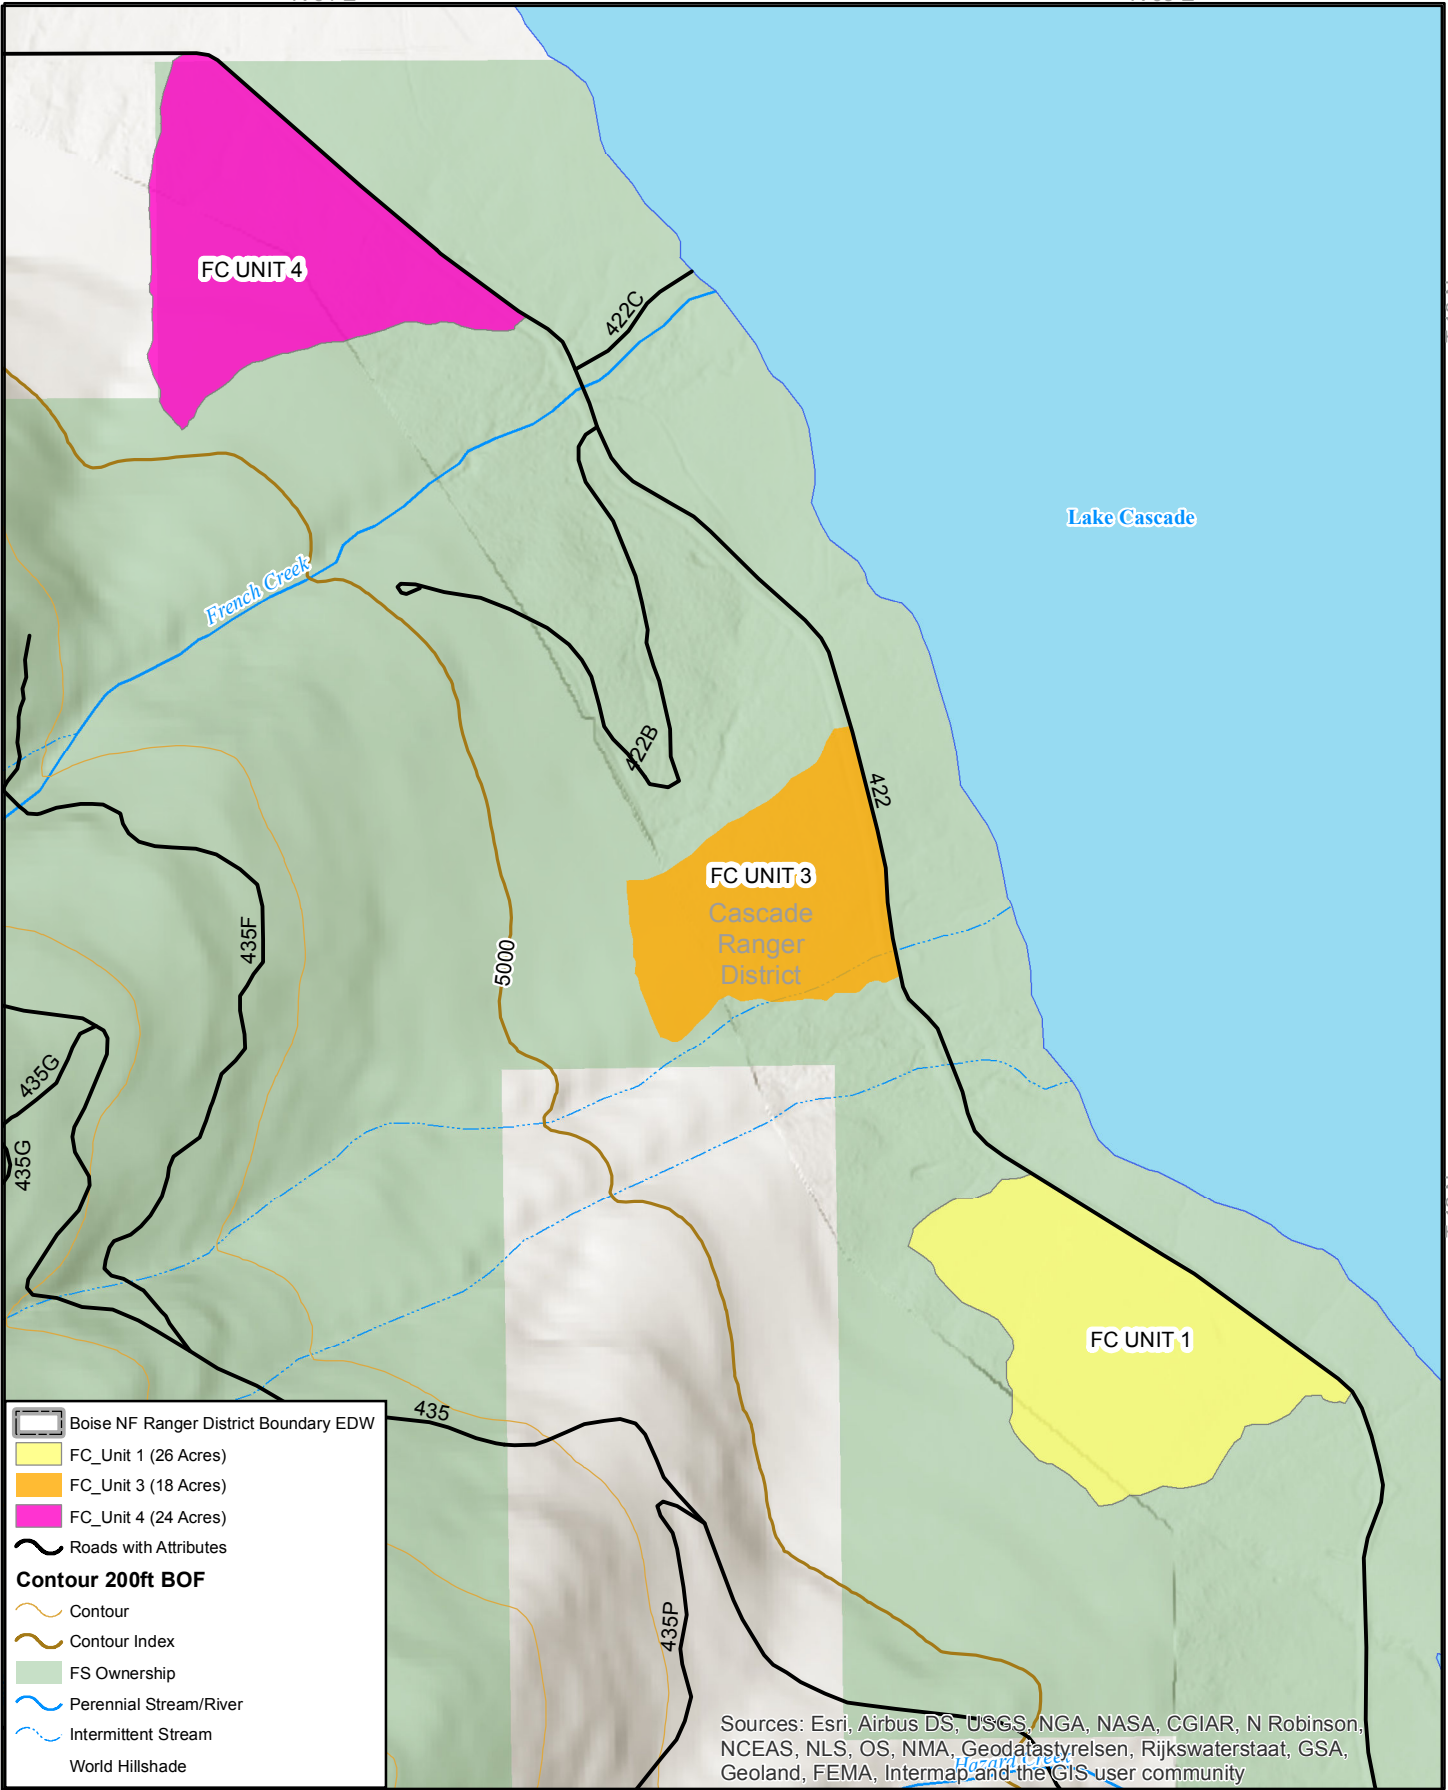 FC UNIT 4
422C
Lake Cascade
French Creek
422B
422
FC UNIT 3
Cascade
Ranger
District
435F
5000
435G
435G
FC UNIT 1
435
435P
Hazard Creek
Boise NF Ranger District Boundary EDW
FC_Unit 1 (26 Acres)
FC_Unit 3 (18 Acres)
FC_Unit 4 (24 Acres)
Roads with Attributes
Contour 200ft BOF
Contour
Contour Index
FS Ownership
Perennial Stream/River
Intermittent Stream
World Hillshade
Sources: Esri, Airbus DS, USGS, NGA, NASA, CGIAR, N Robinson,
NCEAS, NLS, OS, NMA, Geodatastyrelsen, Rijkswaterstaat, GSA,
Geoland, FEMA, Intermap and the GIS user community